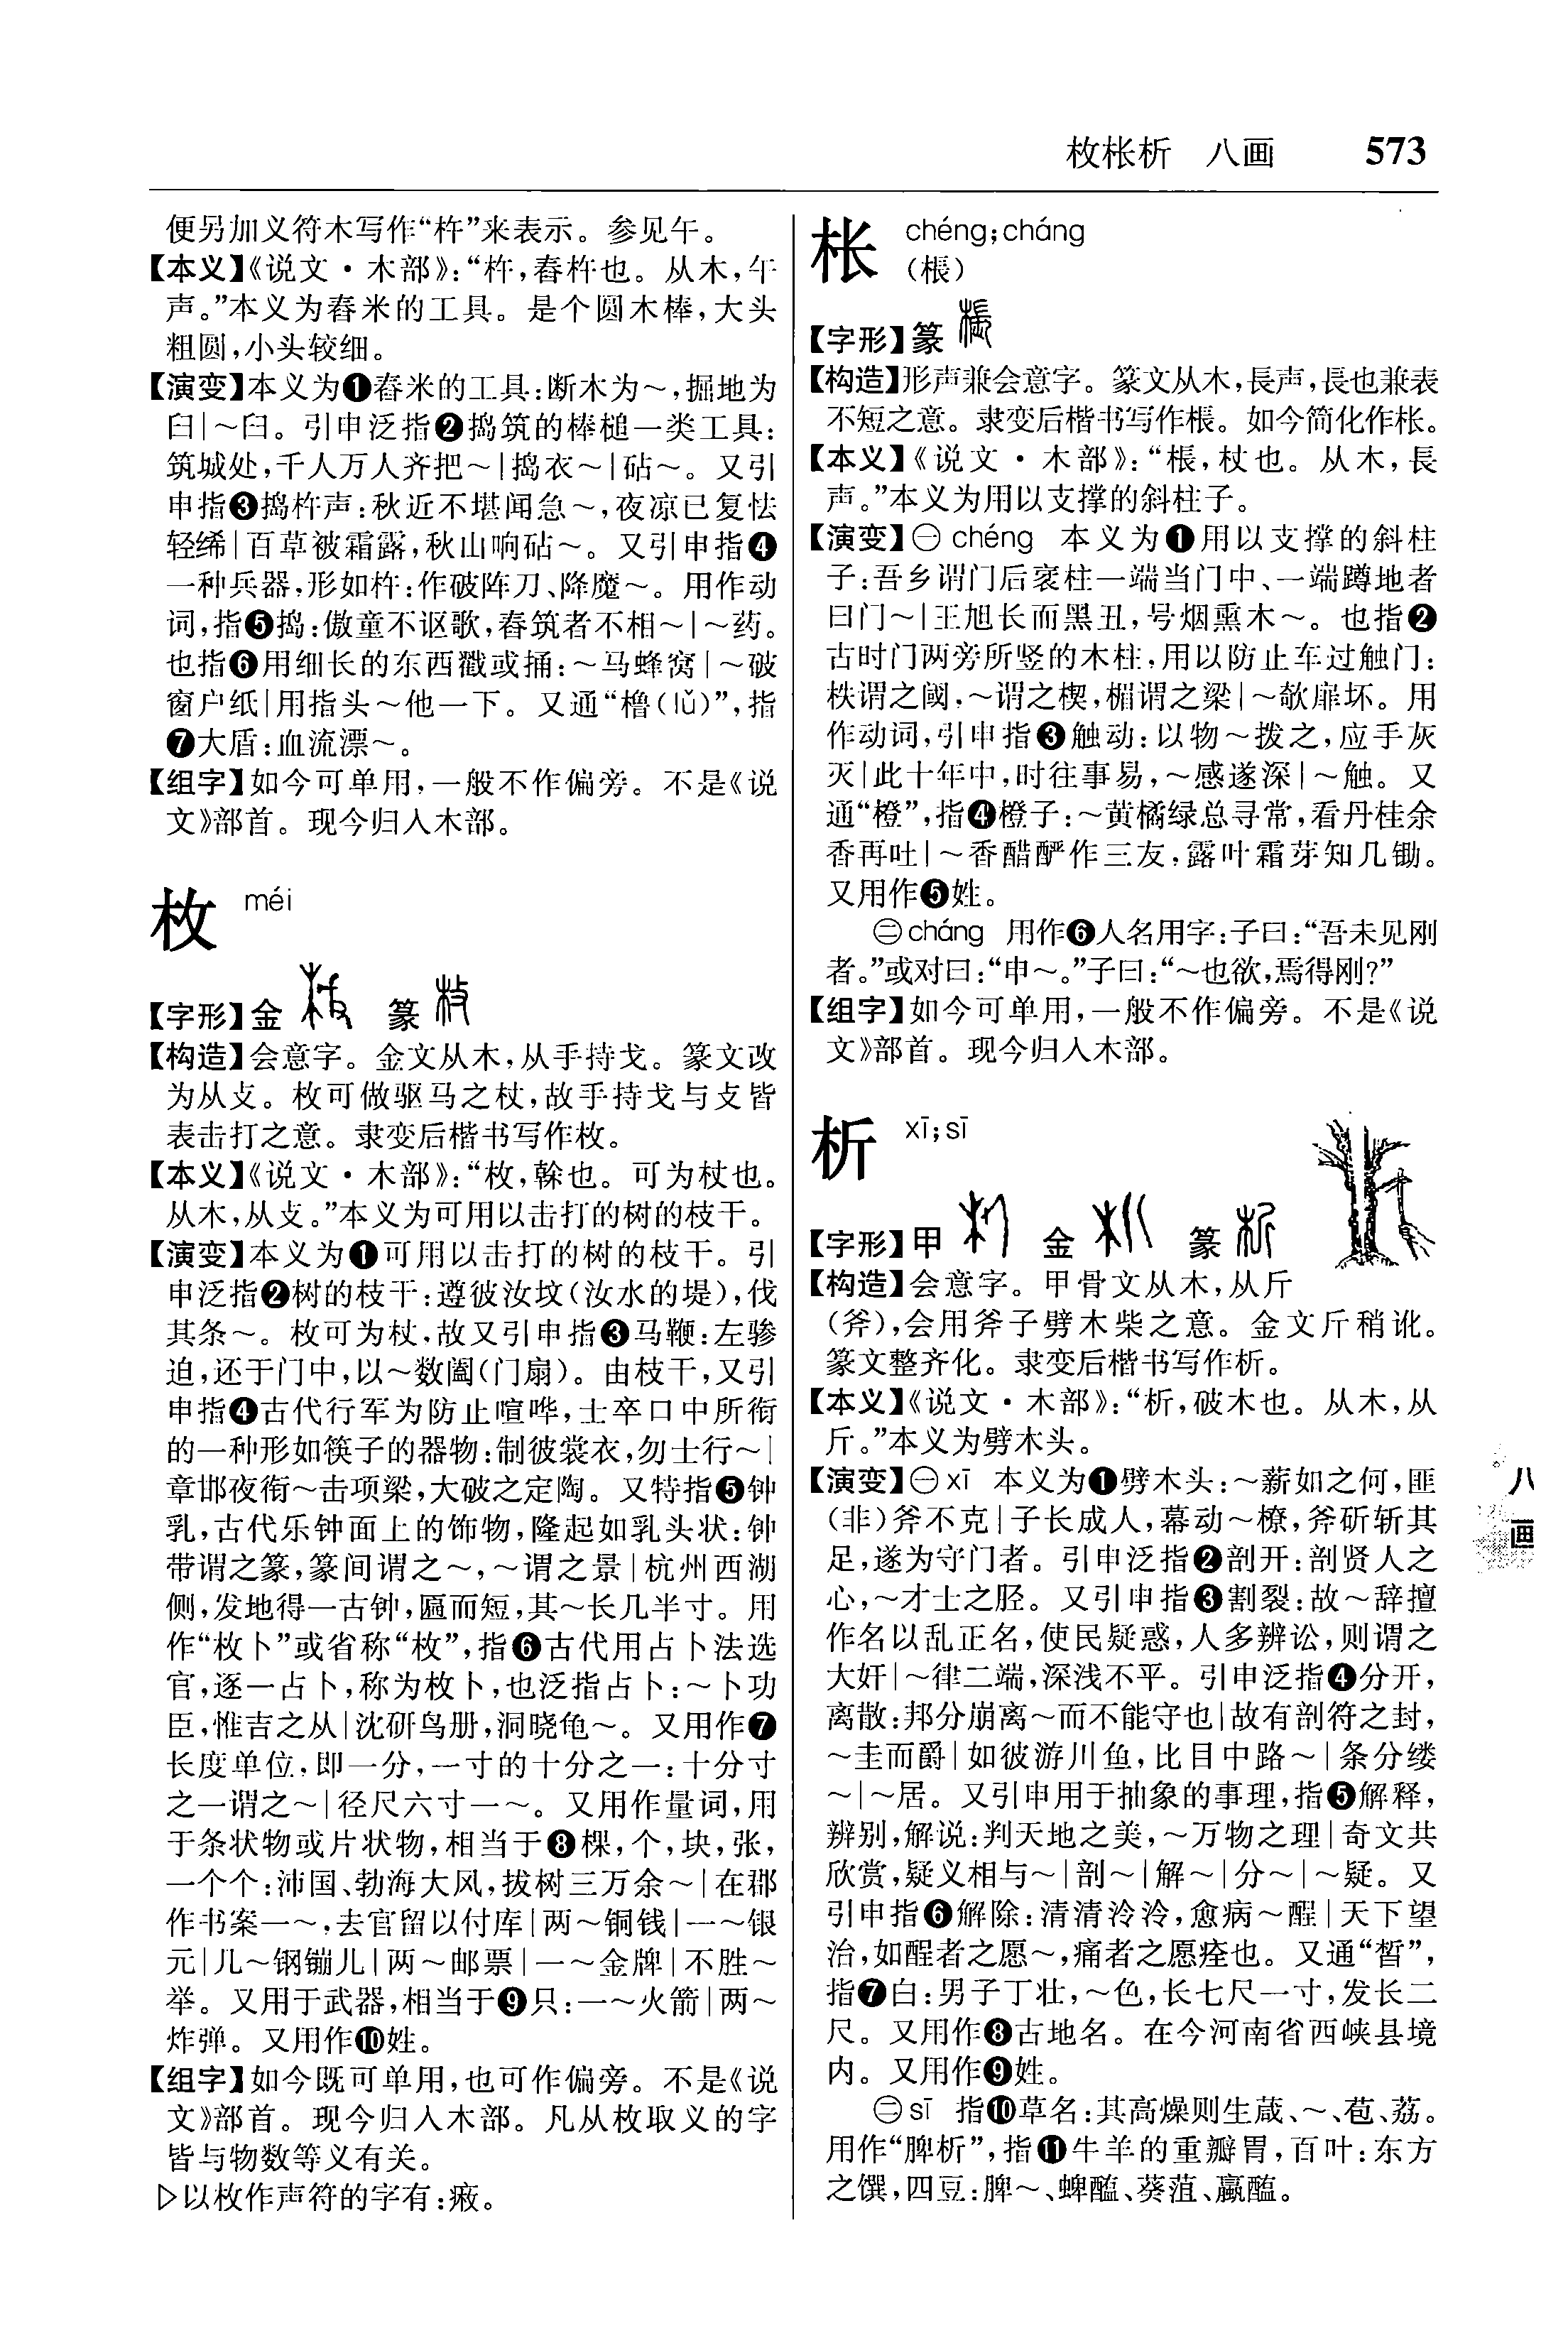 枚枨析　八画　573
便另加义符木写作“杵”来表示。参见午。
【本义】《说文・木部》：“杵，舂杵也。从木，午
声。”本义为舂米的工具。是个圆木棒，大头
粗圆，小头较细。
【演变】本义为❶舂米的工具：断木为～，掘地为
臼|～臼。引申泛指❷捣筑的棒槌一类工具：
筑城处，千人万人齐把～|捣衣～|砧～。又引
申指❸捣杵声：秋近不堪闻急～，夜凉已复怯
轻𫄨|百草被霜露，秋山响砧～。又引申指❹
一种兵器，形如杵：作破阵刀、降魔～。用作动
词，指❺捣：傲童不讴歌，舂筑者不相～|～药。
也指❻用细长的东西戳或捅：～马蜂窝|～破
窗户纸|用指头～他一下。又通“橹（lǔ）”，指
❼大盾：血流漂～。
【组字】如今可单用，一般不作偏旁。不是《说
文》部首。现今归入木部。
枚 méi
【字形】金　篆
【构造】会意字。金文从木，从手持戈。篆文改
为从攴。枚可做驱马之杖，故手持戈与攴皆
表击打之意。隶变后楷书写作枚。
【本义】《说文・木部》：“枚，榦也。可为杖也。
从木，从攴。”本义为可用以击打的树的枝干。
【演变】本义为❶可用以击打的树的枝干。引
申泛指❷树的枝干：遵彼汝坟（汝水的堤），伐
其条～。枚可为杖，故又引申指❸马鞭：左骖
迫，还于门中，以～数阖（门扇）。由枝干，又引
申指❹古代行军为防止喧哗，士卒口中所衔
的一种形如筷子的器物：制彼裳衣，勿士行～|
章邯夜衔～击项梁，大破之定陶。又特指❺钟
乳，古代乐钟面上的饰物，隆起如乳头状：钟
带谓之篆，篆间谓之～，～谓之景|杭州西湖
侧，发地得一古钟，匾而短，其～长几半寸。用
作“枚卜”或省称“枚”，指❻古代用占卜法选
官，逐一占卜，称为枚卜，也泛指占卜：～卜功
臣，惟吉之从|沈研鸟册，洞晓龟～。又用作❼
长度单位，即一分，一寸的十分之一：十分寸
之一谓之～|径尺六寸一～。又用作量词，用
于条状物或片状物，相当于❽棵，个，块，张，
一个个：沛国、勃海大风，拔树三万余～|在郡
作书案一～，去官留以付库|两～铜钱|一～银
元|几～钢镚儿|两～邮票|一～金牌|不胜～
举。又用于武器，相当于❾只：一～火箭|两～
炸弹。又用作❿姓。
【组字】如今既可单用，也可作偏旁。不是《说
文》部首。现今归入木部。凡从枚取义的字
皆与物数等义有关。
▷以枚作声符的字有：㾸。
枨 chéng；cháng
（棖）
【字形】篆
【构造】形声兼会意字。篆文从木，長声，長也兼表
不短之意。隶变后楷书写作棖。如今简化作枨。
【本义】《说文・木部》：“棖，杖也。从木，長
声。”本义为用以支撑的斜柱子。
【演变】㊀ chéng　本义为❶用以支撑的斜柱
子：吾乡谓门后衺柱一端当门中、一端蹲地者
曰门～|王旭长而黑丑，号烟熏木～。也指❷
古时门两旁所竖的木柱，用以防止车过触门：
柣谓之阈，～谓之楔，楣谓之梁|～欹扉坏。用
作动词，引申指❸触动：以物～拨之，应手灰
灭|此十年中，时往事易，～感遂深|～触。又
通“橙”，指❹橙子：～黄橘绿总寻常，看丹桂余
香再吐|～香醋酽作三友，露叶霜芽知几锄。
又用作❺姓。
㊁ cháng　用作❻人名用字：子曰：“吾未见刚
者。”或对曰：“申～。”子曰：“～也欲，焉得刚？”
【组字】如今可单用，一般不作偏旁。不是《说
文》部首。现今归入木部。
析 xī；sī
【字形】甲　金　篆
【构造】会意字。甲骨文从木，从斤
（斧），会用斧子劈木柴之意。金文斤稍讹。
篆文整齐化。隶变后楷书写作析。
【本义】《说文・木部》：“析，破木也。从木，从
斤。”本义为劈木头。
【演变】㊀ xī　本义为❶劈木头：～薪如之何，匪
（非）斧不克|子长成人，幕动～橑，斧斫斩其
足，遂为守门者。引申泛指❷剖开：剖贤人之
心，～才士之胫。又引申指❸割裂：故～辞擅
作名以乱正名，使民疑惑，人多辨讼，则谓之
大奸|～律二端，深浅不平。引申泛指❹分开，
离散：邦分崩离～而不能守也|故有剖符之封，
～圭而爵|如彼游川鱼，比目中路～|条分缕
～|～居。又引申用于抽象的事理，指❺解释，
辨别，解说：判天地之美，～万物之理|奇文共
欣赏，疑义相与～|剖～|解～|分～|～疑。又
引申指❻解除：清清泠泠，愈病～酲|天下望
治，如酲者之愿～，痛者之愿痊也。又通“皙”，
指❼白：男子丁壮，～色，长七尺一寸，发长二
尺。又用作❽古地名。在今河南省西峡县境
内。又用作❾姓。
㊁ sī　指❿草名：其高燥则生葴、～、苞、荔。
用作“脾析”，指⓫牛羊的重瓣胃，百叶：东方
之馔，四豆：脾～、蜱醢、葵菹、蠃醢。
八
画